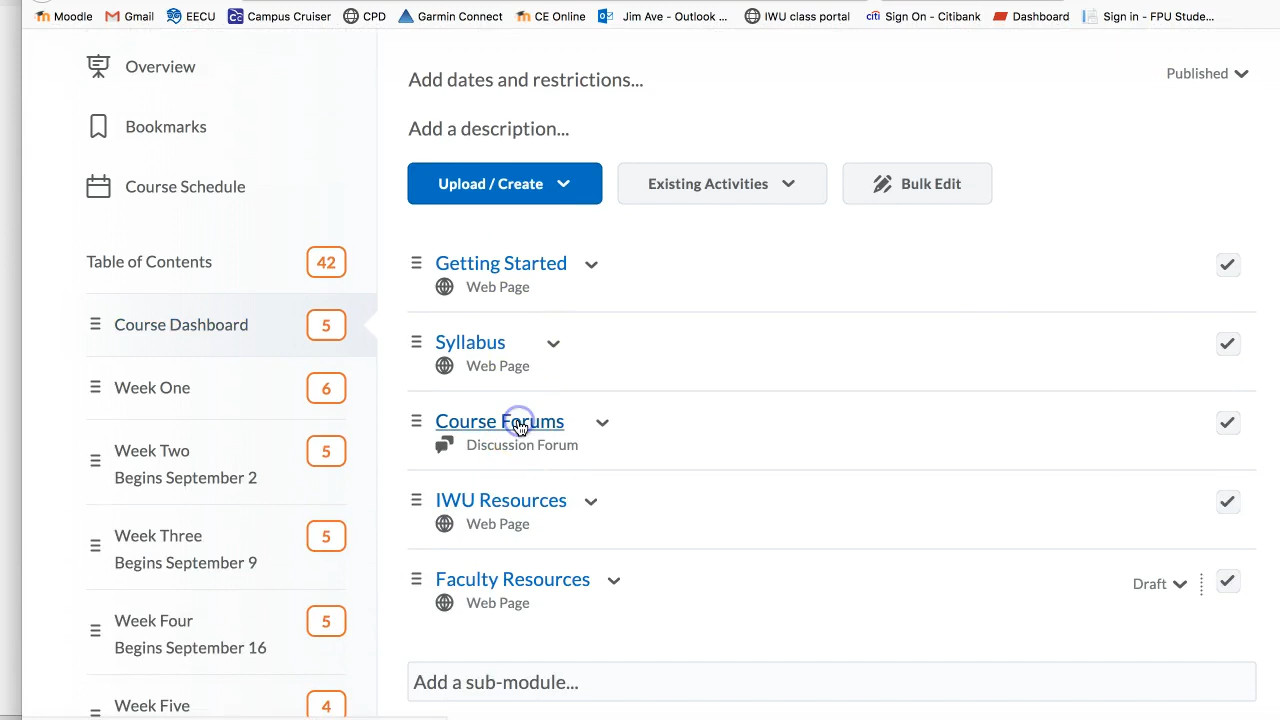 Moodle Gmail EECU Campus Cruiser CPD Garmin Connect CE Online Jim Ave - Outlook ... IWU class portal citi Sign On - Citibank Dashboard Sign in - FPU Stude...
Overview
Bookmarks
Course Schedule
Table of Contents 42
Course Dashboard 5
Week One 6
Week Two 5
Begins September 2
Week Three 5
Begins September 9
Week Four 5
Begins September 16
Week Five 4
Add dates and restrictions... Published
Add a description...
Upload / Create Existing Activities Bulk Edit
Getting Started
Web Page
Syllabus
Web Page
Course Forums
Discussion Forum
IWU Resources
Web Page
Faculty Resources Draft
Web Page
Add a sub-module...